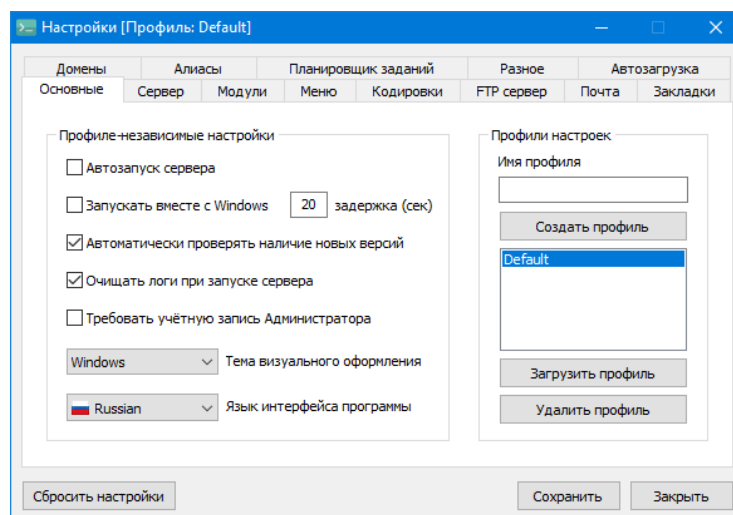 Настройки [Профиль: Default]
Домены Алиасы Планировщик заданий Разное Автозагрузка
Основные Сервер Модули Меню Кодировки FTP сервер Почта Закладки
Профиле-независимые настройки
Автозапуск сервера
Запускать вместе с Windows 20 задержка (сек)
Автоматически проверять наличие новых версий
Очищать логи при запуске сервера
Требовать учётную запись Администратора
Windows Тема визуального оформления
Russian Язык интерфейса программы
Профили настроек
Имя профиля
Создать профиль
Default
Загрузить профиль
Удалить профиль
Сбросить настройки Сохранить Закрыть